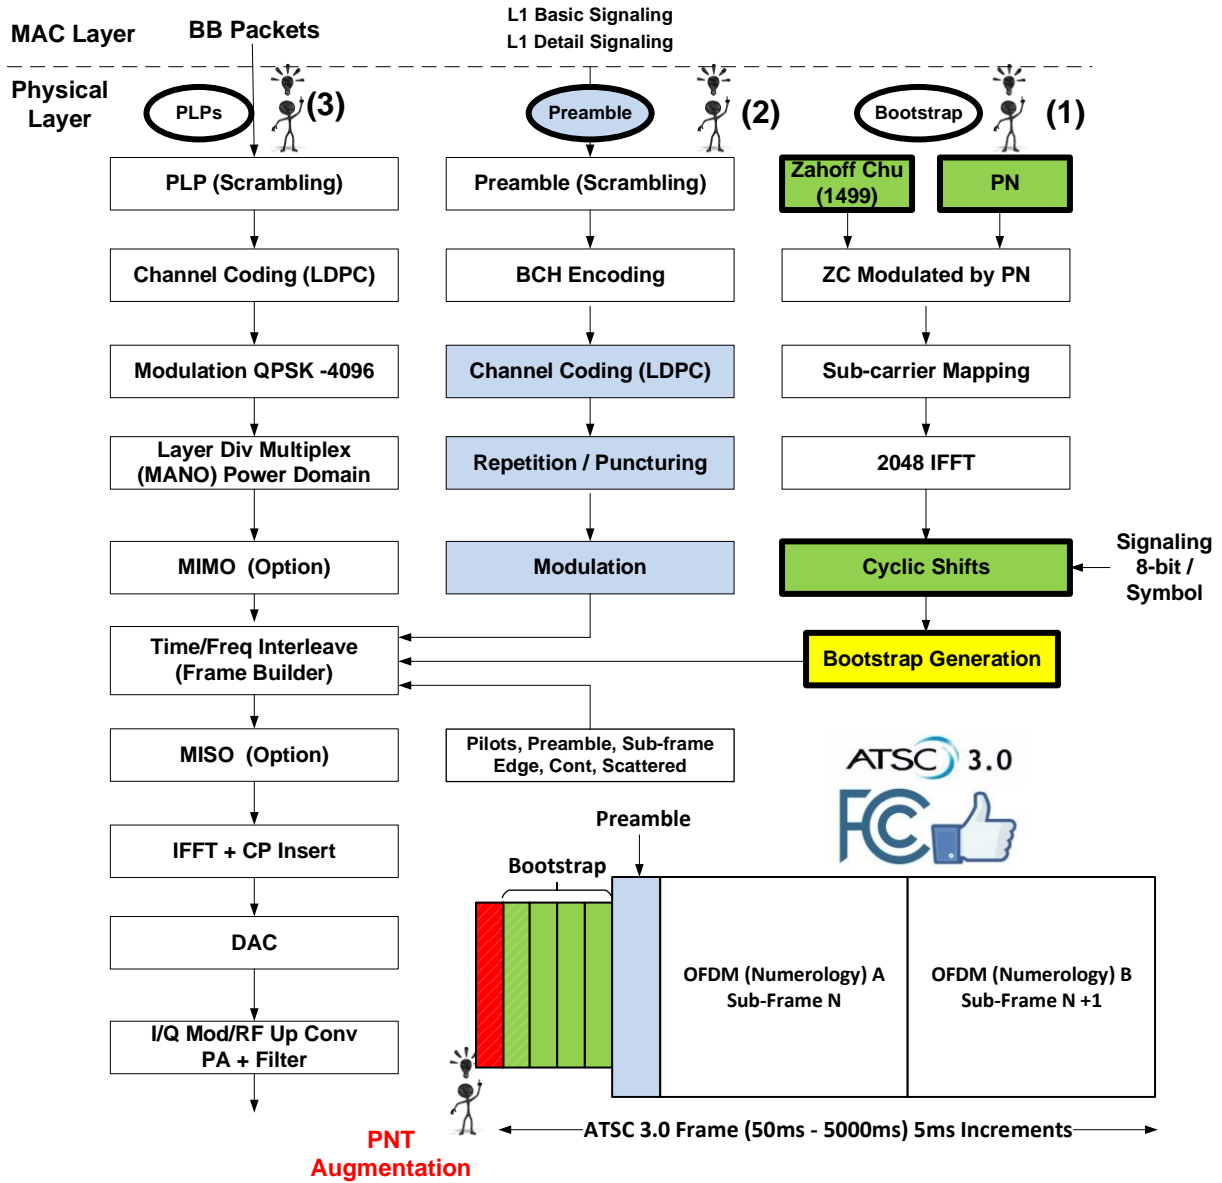 MAC Layer
BB Packets
L1 Basic Signaling
L1 Detail Signaling
Physical
Layer
PLPs
(3)
Preamble
(2)
Bootstrap
(1)
PLP (Scrambling)
Preamble (Scrambling)
Zahoff Chu
(1499)
PN
Channel Coding (LDPC)
BCH Encoding
ZC Modulated by PN
Modulation QPSK -4096
Channel Coding (LDPC)
Sub-carrier Mapping
Layer Div Multiplex
(MANO) Power Domain
Repetition / Puncturing
2048 IFFT
MIMO (Option)
Modulation
Cyclic Shifts
Signaling
8-bit /
Symbol
Time/Freq Interleave
(Frame Builder)
Bootstrap Generation
MISO (Option)
Pilots, Preamble, Sub-frame
Edge, Cont, Scattered
ATSC 3.0
FCC
IFFT + CP Insert
Preamble
Bootstrap
DAC
OFDM (Numerology) A
Sub-Frame N
OFDM (Numerology) B
Sub-Frame N +1
I/Q Mod/RF Up Conv
PA + Filter
PNT
Augmentation
ATSC 3.0 Frame (50ms - 5000ms) 5ms Increments